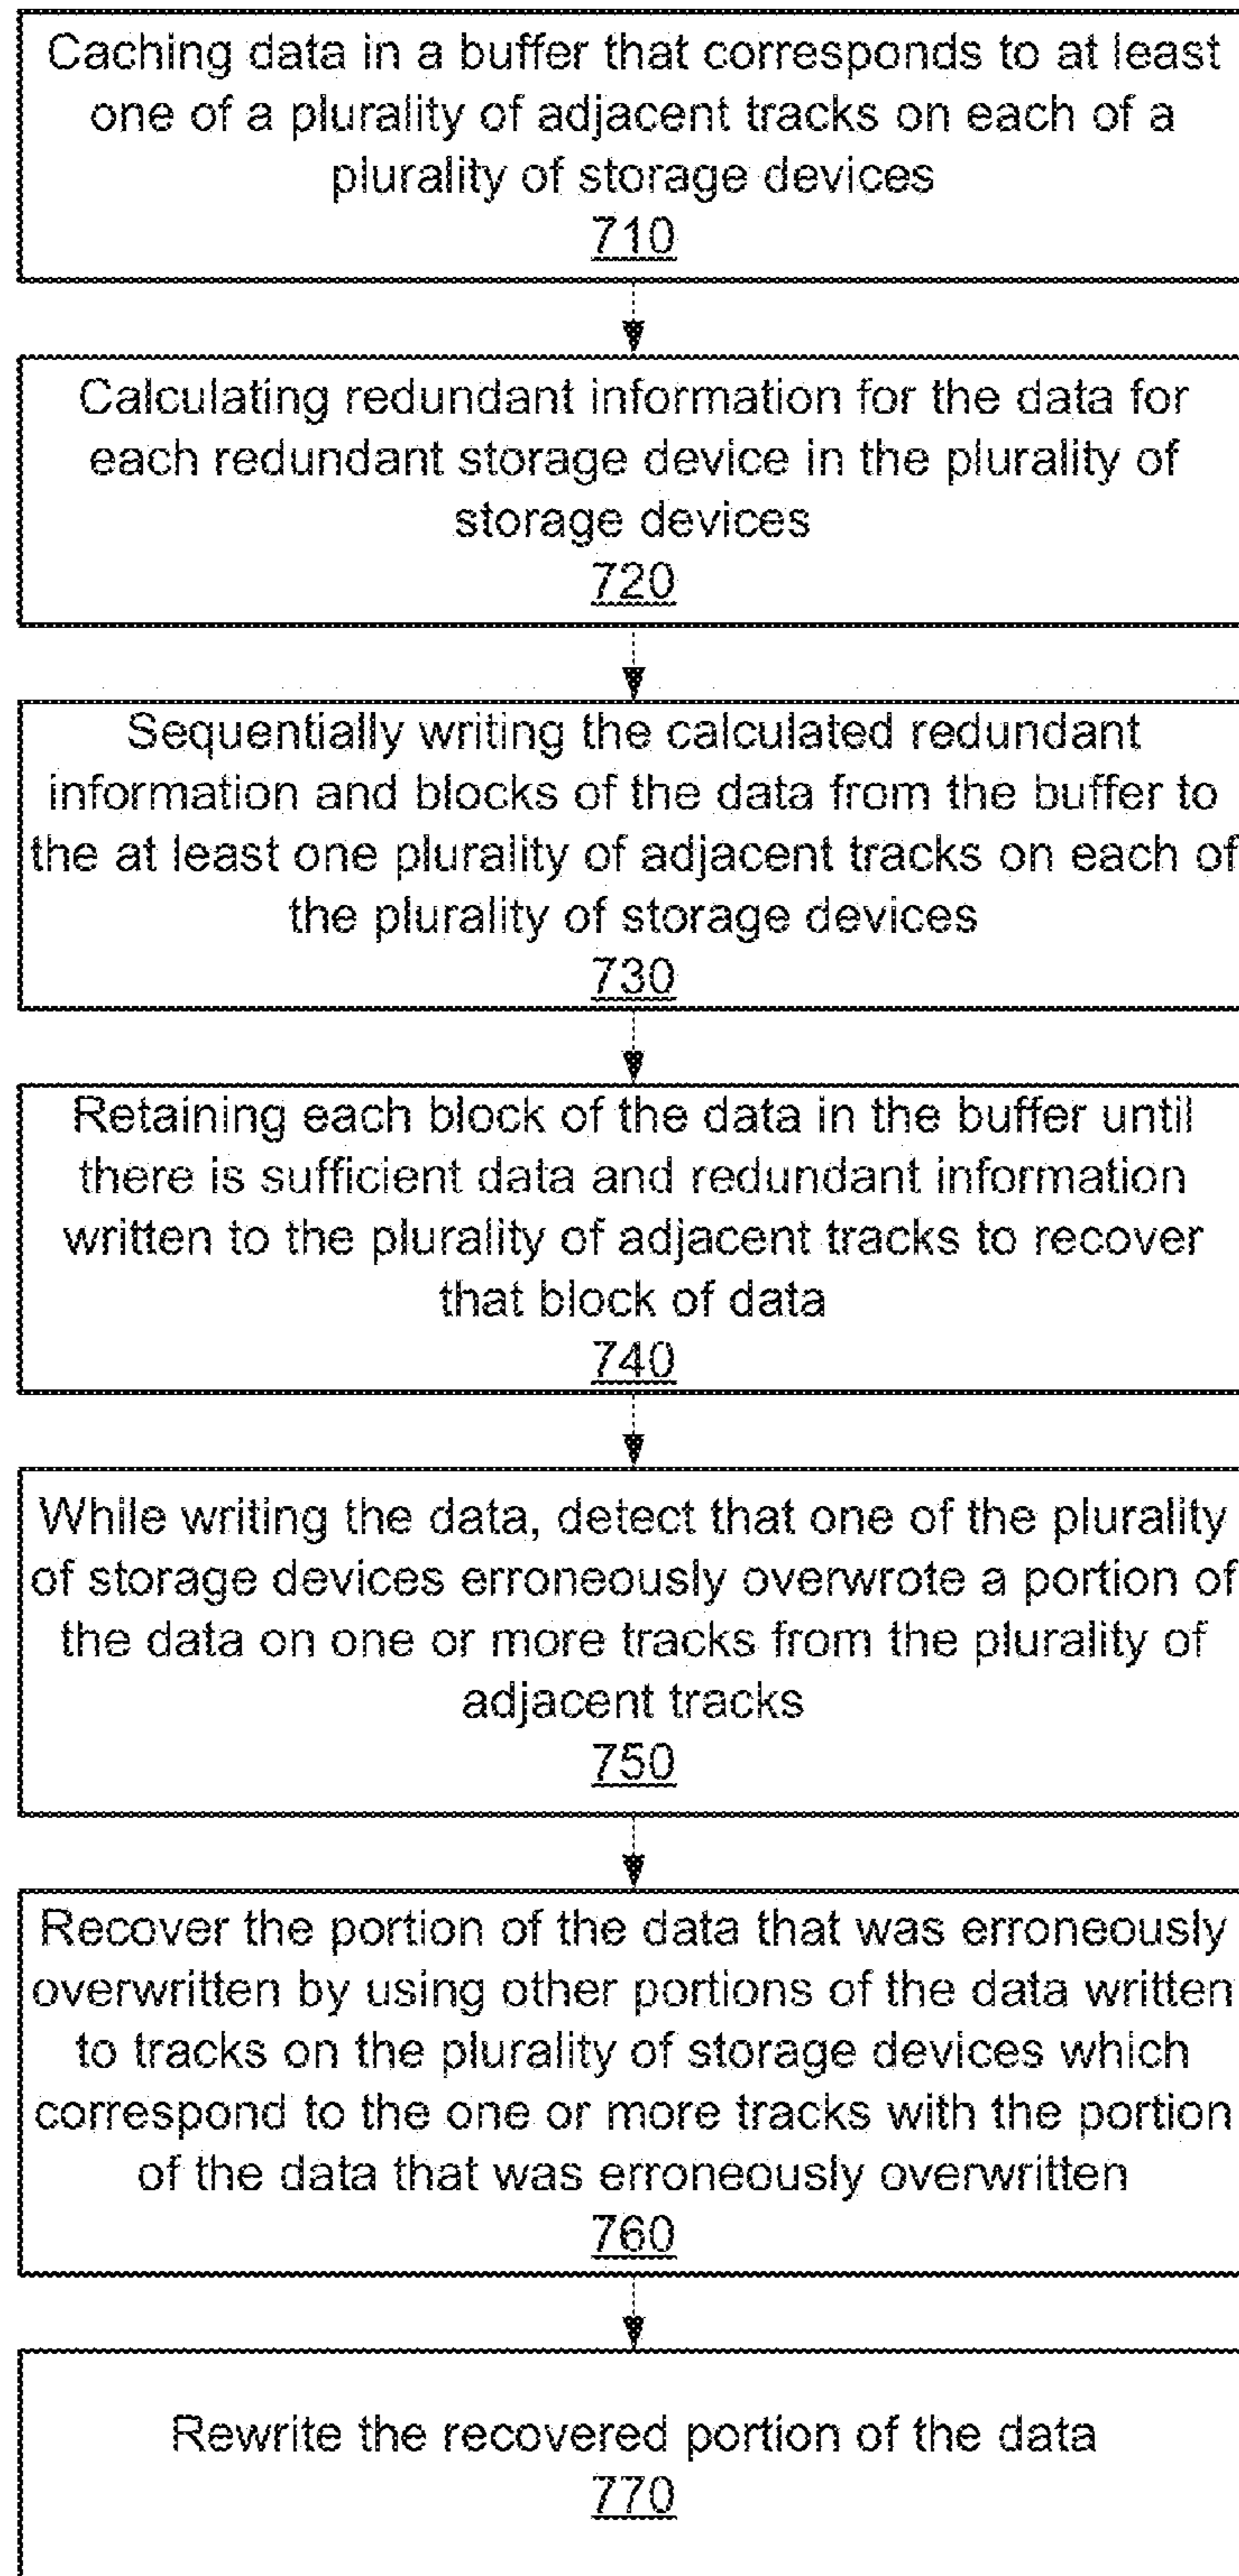 Caching data in a buffer that corresponds to at least
one of a plurality of adjacent tracks on each of a
plurality of storage devices
710
Calculating redundant information for the data for
each redundant storage device in the plurality of
storage devices
720
Sequentially writing the calculated redundant
information and blocks of the data from the buffer to
the at least one plurality of adjacent tracks on each of
the plurality of storage devices
730
Retaining each block of the data in the buffer until
there is sufficient data and redundant information
written to the plurality of adjacent tracks to recover
that block of data
740
While writing the data, detect that one of the plurality
of storage devices erroneously overwrote a portion of
the data on one or more tracks from the plurality of
adjacent tracks
750
Recover the portion of the data that was erroneously
overwritten by using other portions of the data written
to tracks on the plurality of storage devices which
correspond to the one or more tracks with the portion
of the data that was erroneously overwritten
760
Rewrite the recovered portion of the data
770